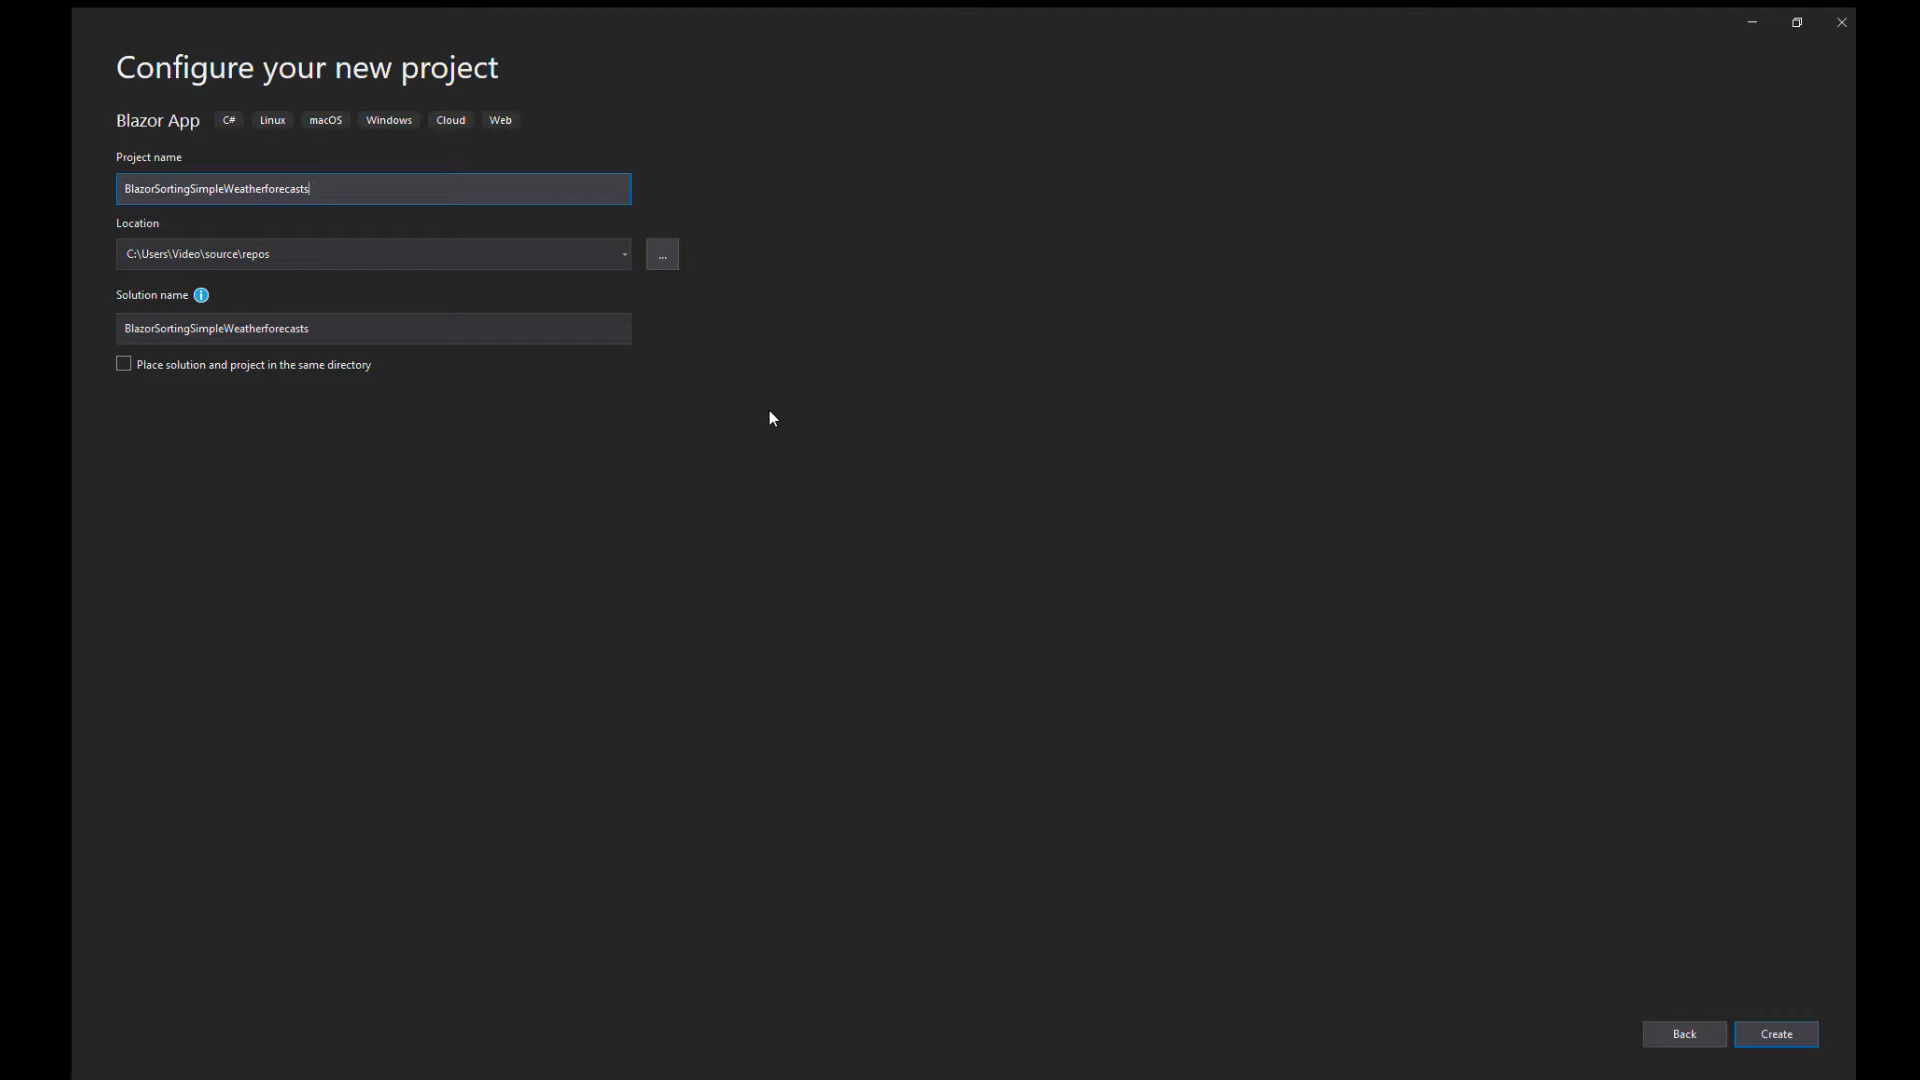 Configure your new project
Blazor App C# Linux macOS Windows Cloud Web
Project name
BlazorSortingSimpleWeatherforecasts
Location
C:\Users\Video\source\repos
...
Solution name
BlazorSortingSimpleWeatherforecasts
Place solution and project in the same directory
Back Create